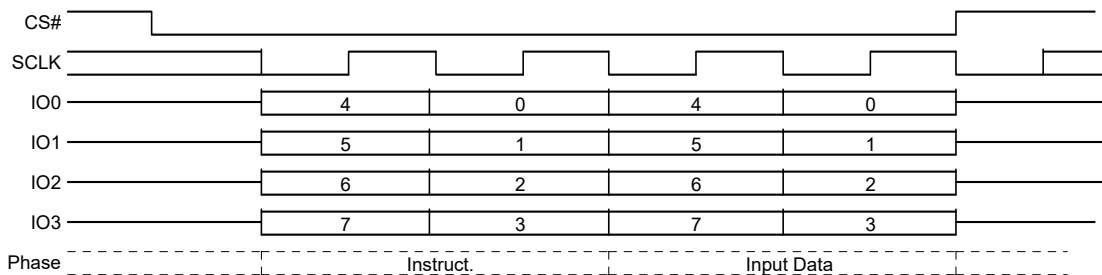 CS#
SCLK
IO0 4 0 4 0
IO1 5 1 5 1
IO2 6 2 6 2
IO3 7 3 7 3
Phase Instruct. Input Data